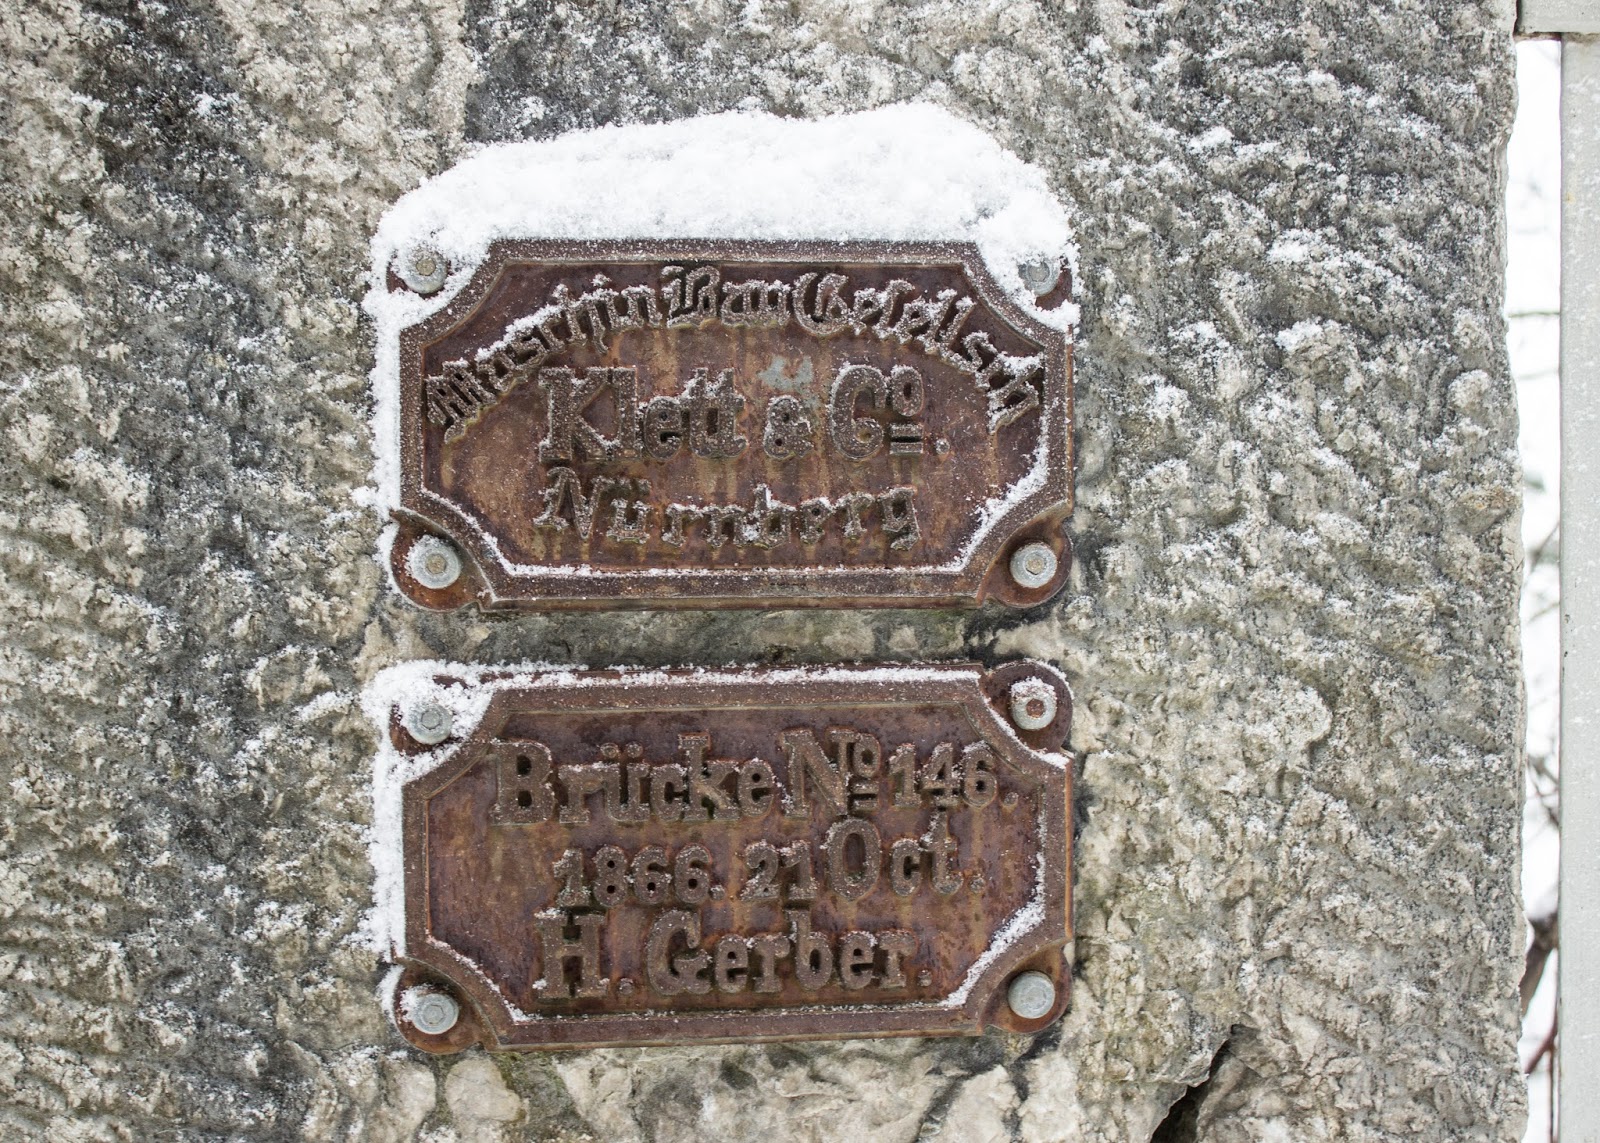 Maschin Bau Gesellsch
Klett & Co.
Nürnberg
Brücke No 146.
1866. 21 Oct.
H. Gerber.